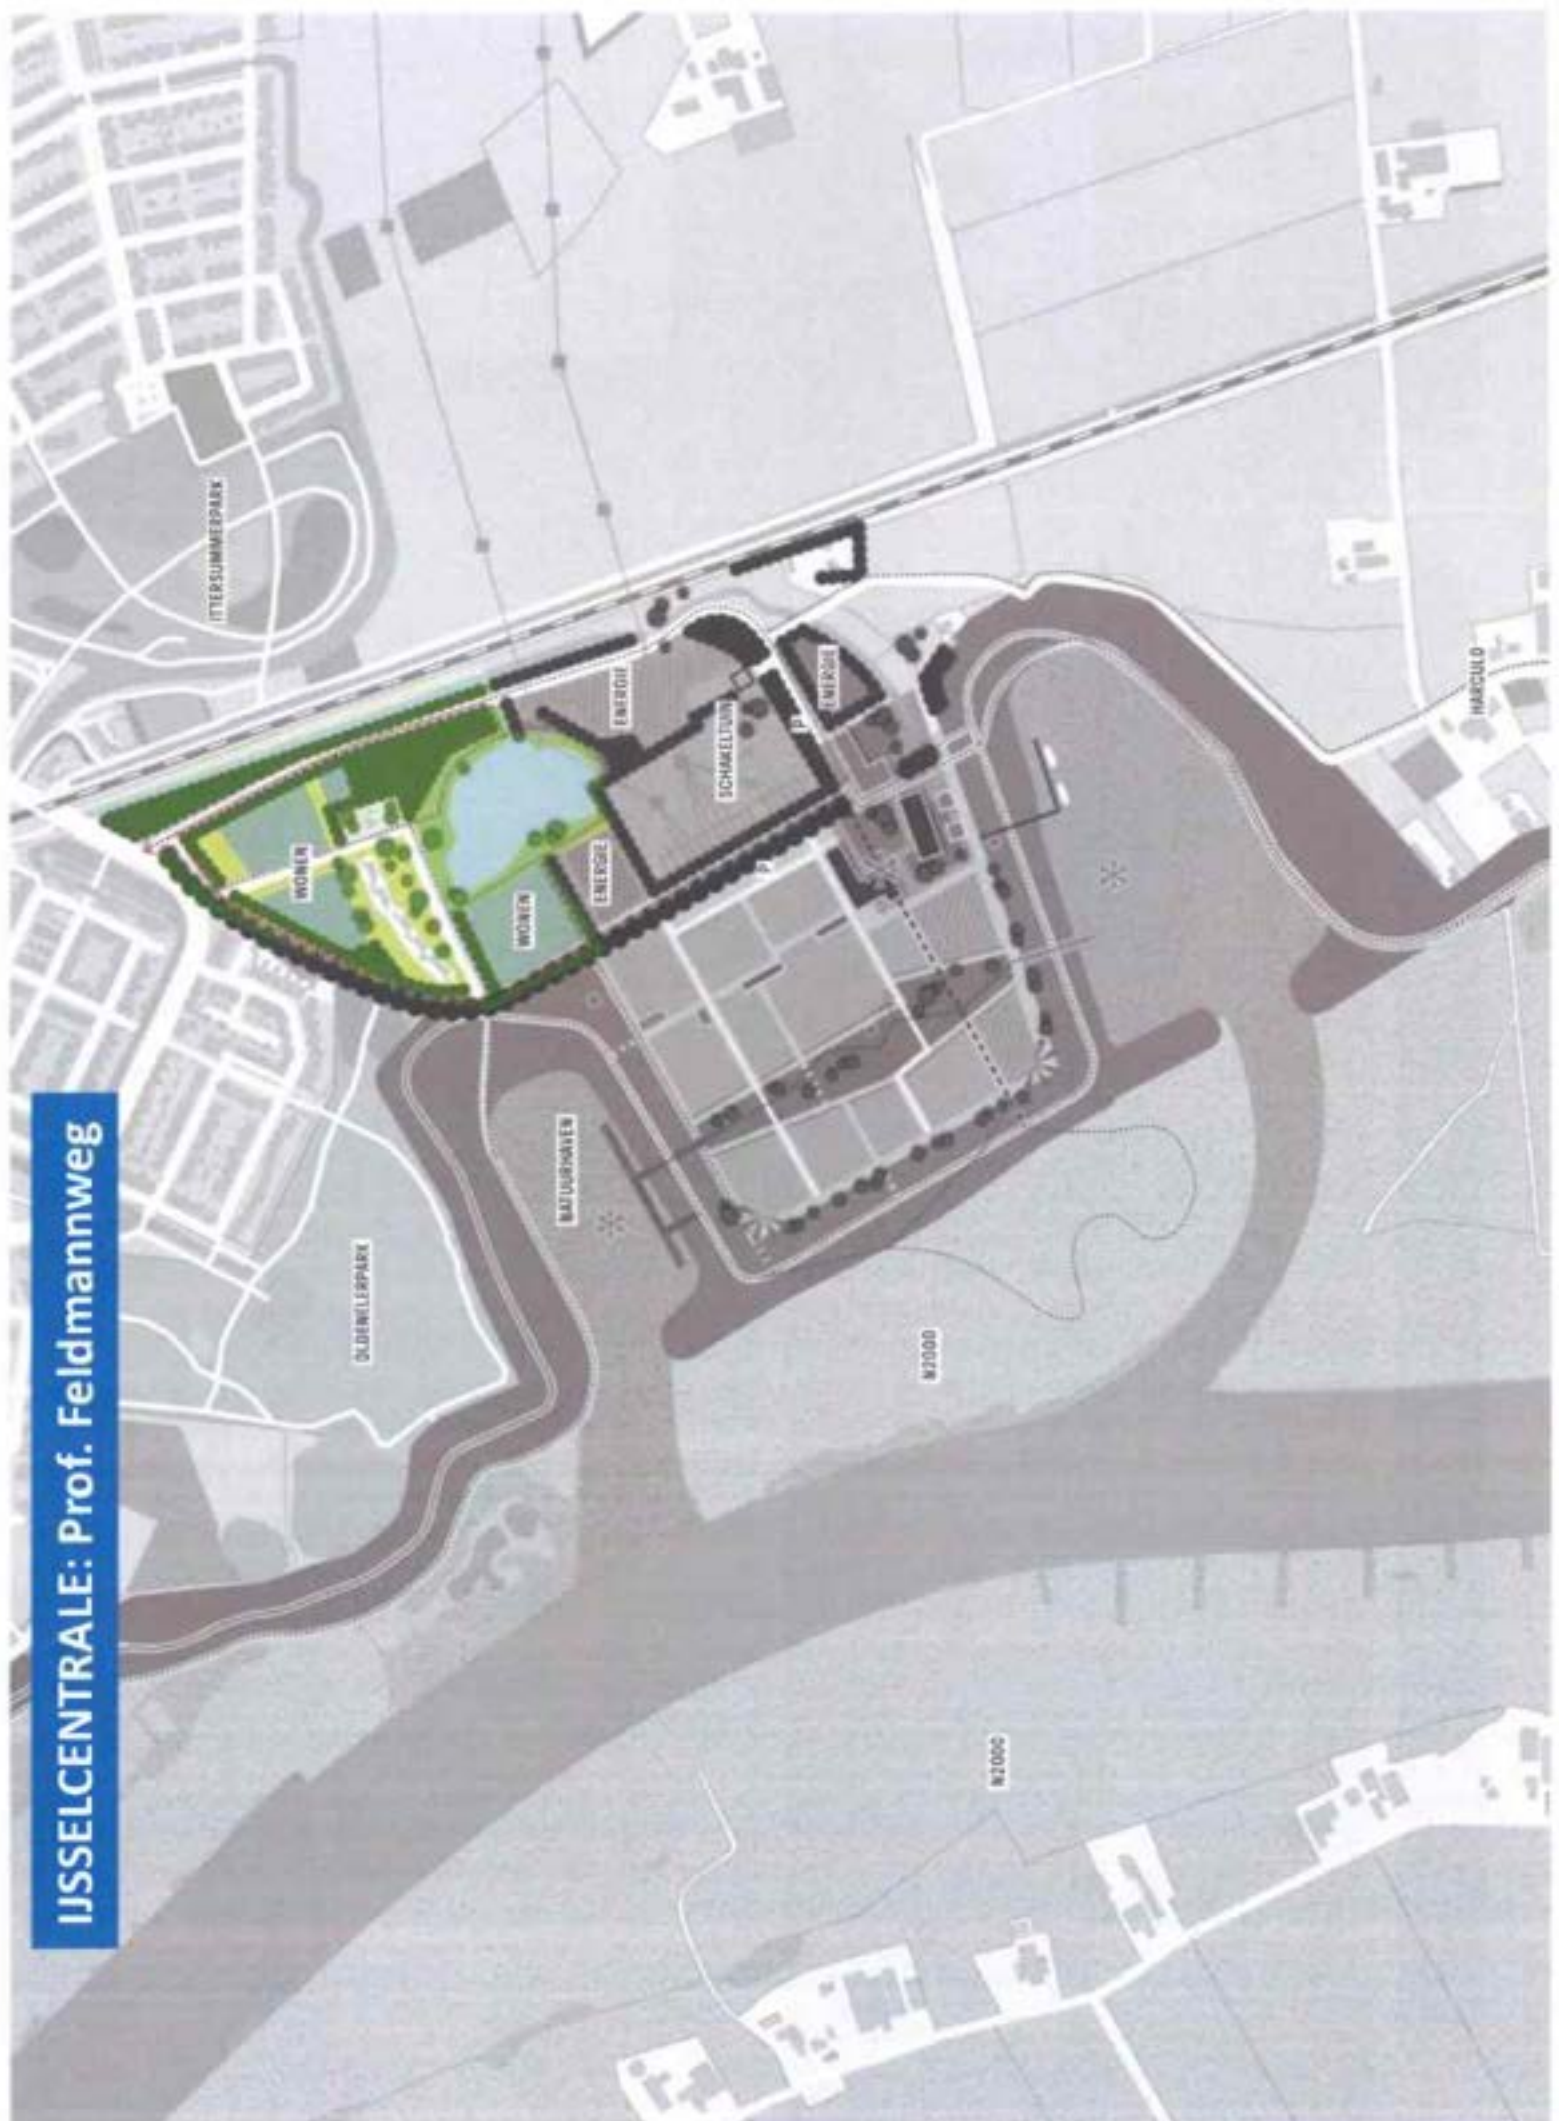 IJSSELCENTRALE: Prof. Feldmannweg
ITTERSUMMERPARK
WONEN
OLDENELERPARK
WONEN
NATUURHAVEN
ENERGIE
ENERGIE
SCHAKELTUIN
P
P
ENERGIE
N2000
N2000
HARCULO